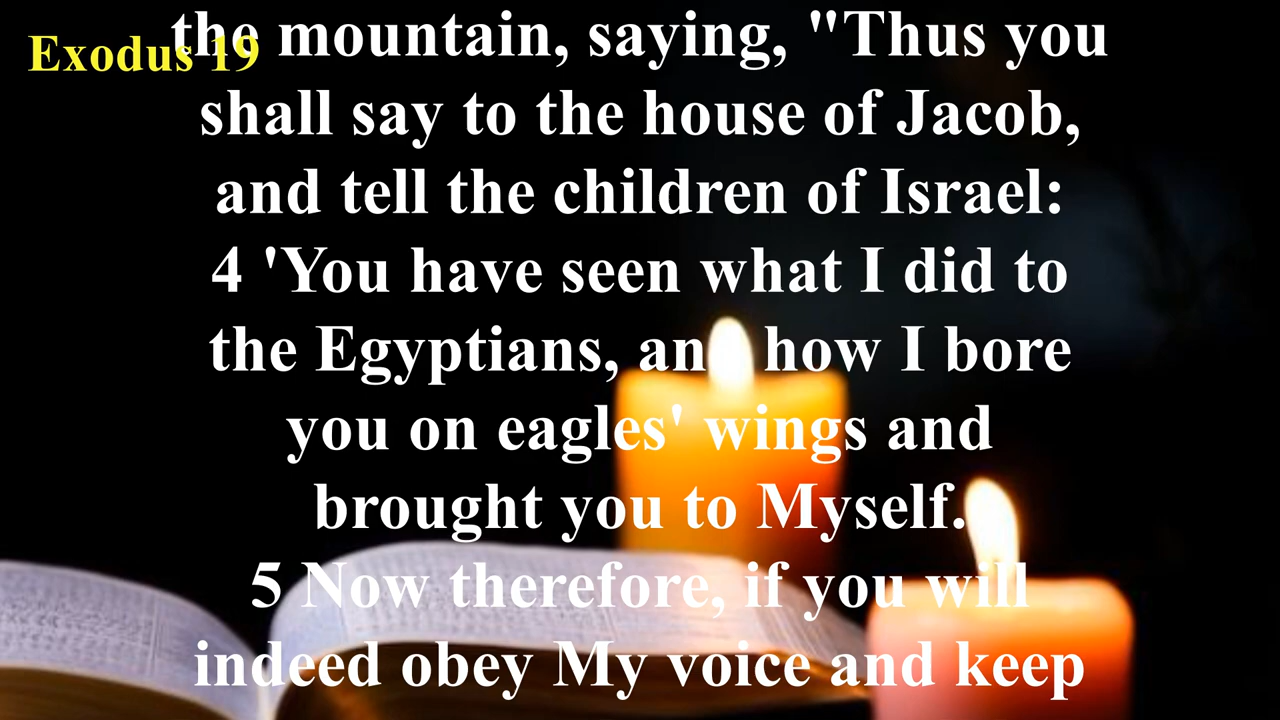 Exodus 19
the mountain, saying, "Thus you
shall say to the house of Jacob,
and tell the children of Israel:
4 'You have seen what I did to
the Egyptians, and how I bore
you on eagles' wings and
brought you to Myself.
5 Now therefore, if you will
indeed obey My voice and keep